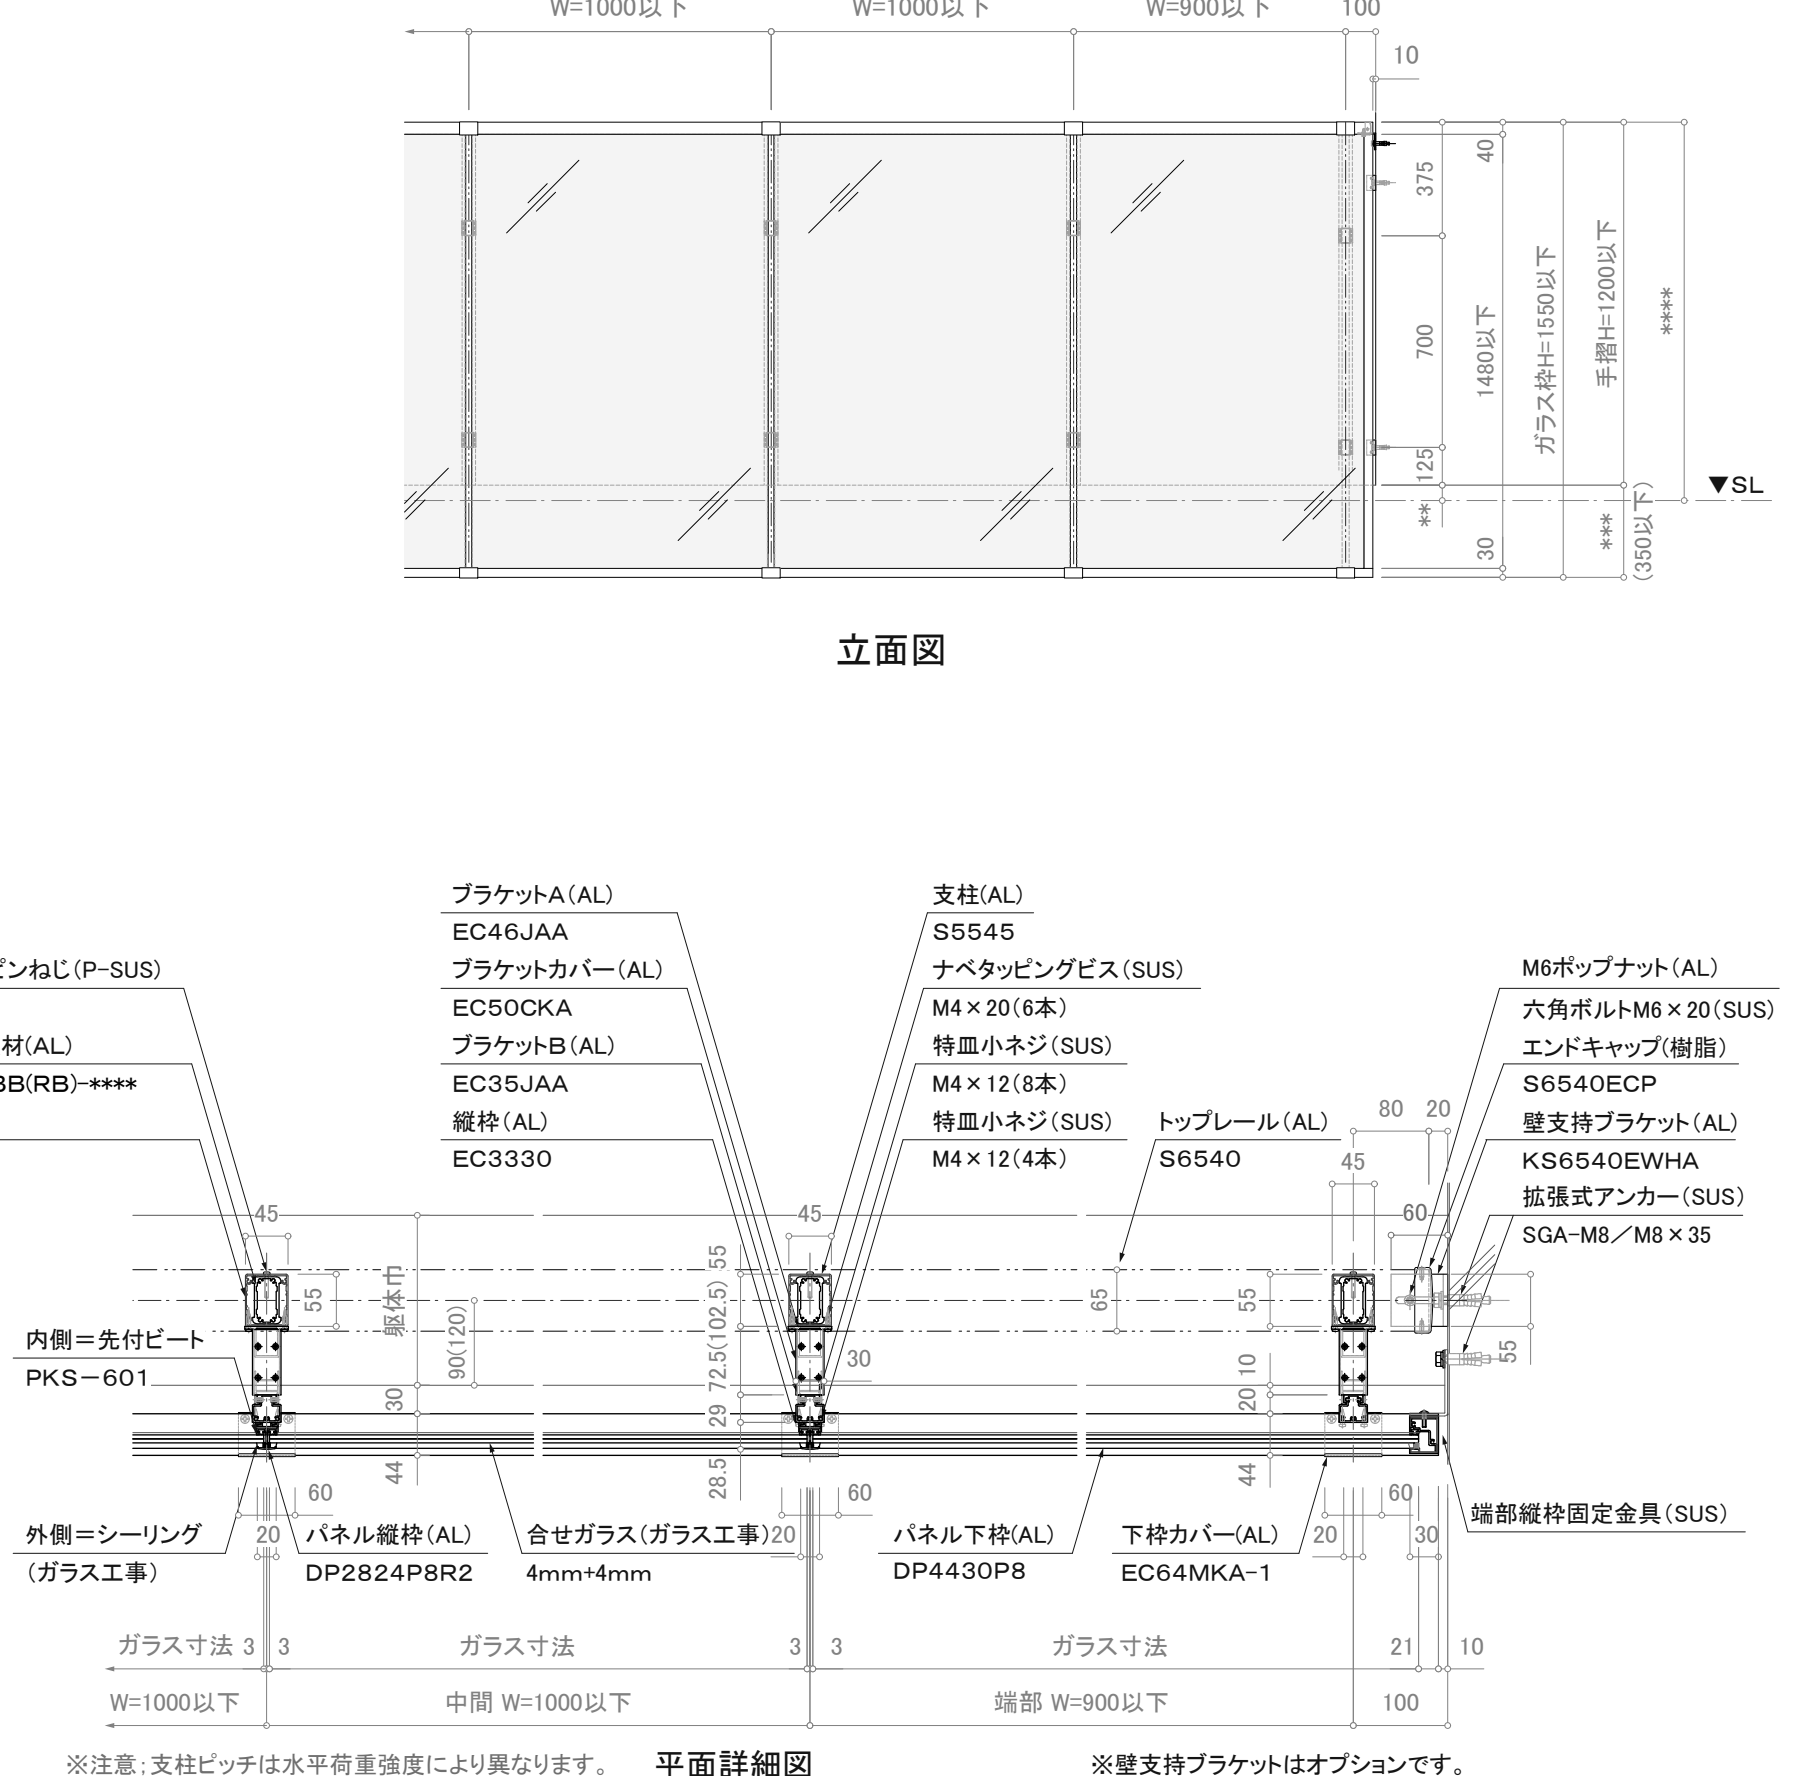 W=1000以下
W=1000以下
W=900以下
100
10
375
40
700
1480以下
ガラス枠H=1550以下
手摺H=1200以下
****
125
▼SL
**
30
***
(350以下)
立面図
ブラケットA(AL)
EC46JAA
ブラケットカバー(AL)
EC50CKA
ブラケットB(AL)
EC35JAA
縦枠(AL)
EC3330
支柱(AL)
S5545
ナベタッピングビス(SUS)
M4×20(6本)
特皿小ネジ(SUS)
M4×12(8本)
特皿小ネジ(SUS)
M4×12(4本)
ピンねじ(P-SUS)
材(AL)
BB(RB)-****
トップレール(AL)
S6540
M6ポップナット(AL)
六角ボルトM6×20(SUS)
エンドキャップ(樹脂)
S6540ECP
壁支持ブラケット(AL)
KS6540EWHA
拡張式アンカー(SUS)
SGA-M8/M8×35
80
20
45
60
45
45
55
躯体巾
90(120)
30
44
55
72.5(102.5)
29
28.5
30
65
55
10
20
44
55
内側=先付ビート
PKS-601
外側=シーリング
(ガラス工事)
60
20
パネル縦枠(AL)
DP2824P8R2
合せガラス(ガラス工事)
4mm+4mm
60
20
パネル下枠(AL)
DP4430P8
下枠カバー(AL)
EC64MKA-1
60
20
30
端部縦枠固定金具(SUS)
ガラス寸法 3 3
ガラス寸法
3 3
ガラス寸法
21
10
W=1000以下
中間 W=1000以下
端部 W=900以下
100
※注意;支柱ピッチは水平荷重強度により異なります。
平面詳細図
※壁支持ブラケットはオプションです。